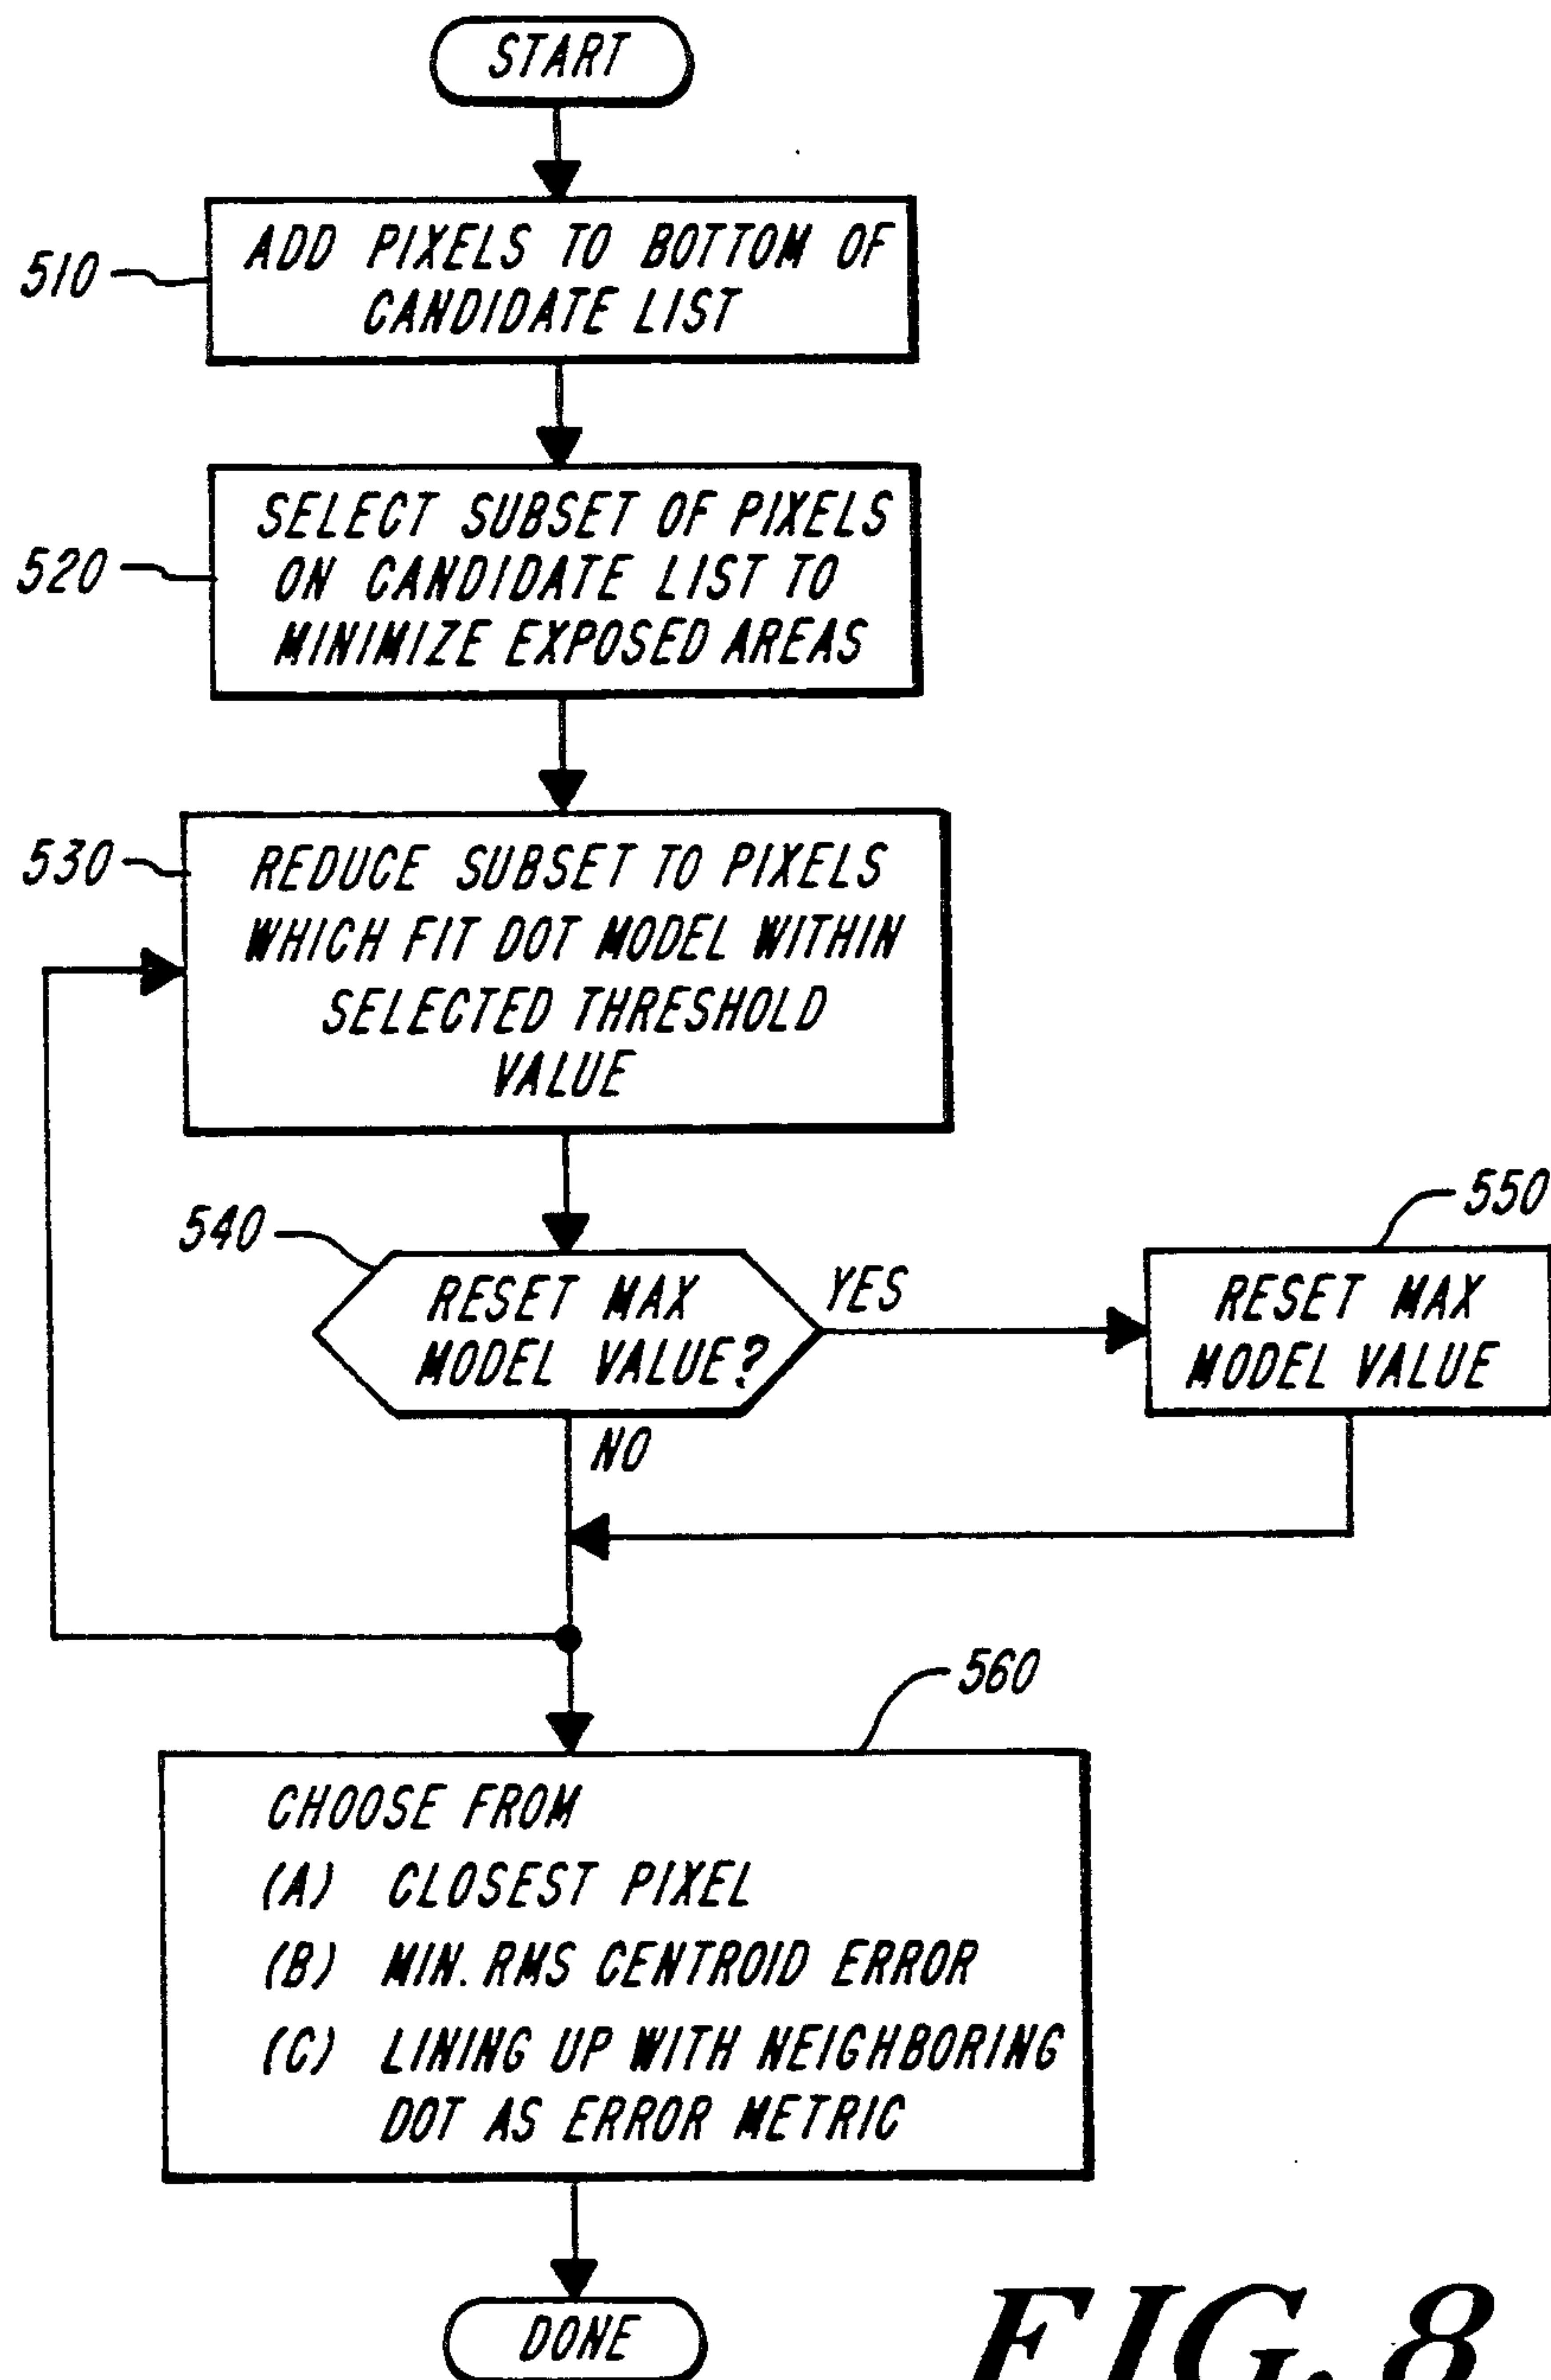 START
510
ADD PIXELS TO BOTTOM OF
CANDIDATE LIST
520
SELECT SUBSET OF PIXELS
ON CANDIDATE LIST TO
MINIMIZE EXPOSED AREAS
530
REDUCE SUBSET TO PIXELS
WHICH FIT DOT MODEL WITHIN
SELECTED THRESHOLD
VALUE
540
RESET MAX
MODEL VALUE?
YES
NO
550
RESET MAX
MODEL VALUE
560
CHOOSE FROM
(A) CLOSEST PIXEL
(B) MIN. RMS CENTROID ERROR
(C) LINING UP WITH NEIGHBORING
DOT AS ERROR METRIC
DONE
FIG. 8